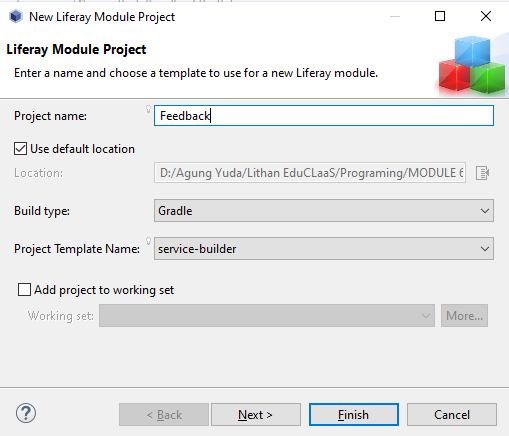 New Liferay Module Project
Liferay Module Project
Enter a name and choose a template to use for a new Liferay module.
Project name: Feedback
Use default location
Location: D:/Agung Yuda/Lithan EduCLaaS/Programing/MODULE 6
Build type: Gradle
Project Template Name: service-builder
Add project to working set
Working set: More...
? < Back Next > Finish Cancel